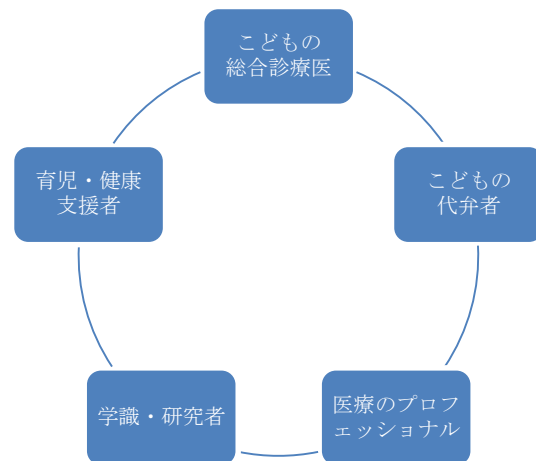 こどもの
総合診療医
育児・健康
支援者
こどもの
代弁者
学識・研究者
医療のプロフ
ェッショナル